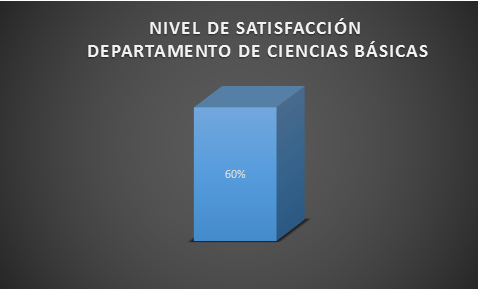 NIVEL DE SATISFACCIÓN
DEPARTAMENTO DE CIENCIAS BÁSICAS
60%